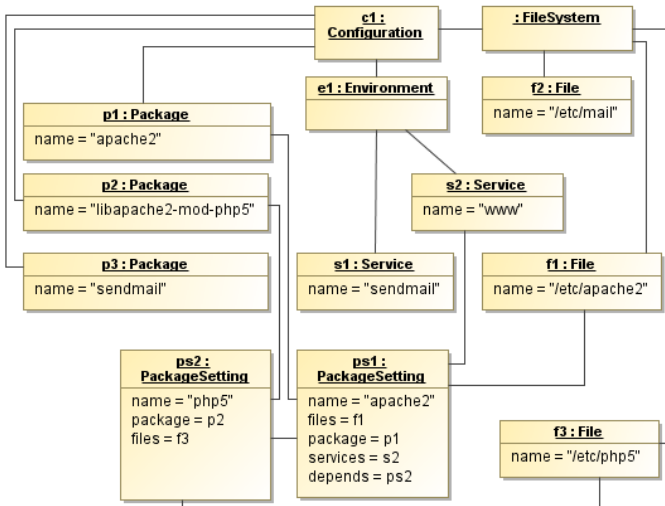 c1 :
Configuration
: FileSystem
e1 : Environment
f2 : File
name = "/etc/mail"
p1 : Package
name = "apache2"
p2 : Package
name = "libapache2-mod-php5"
s2 : Service
name = "www"
p3 : Package
name = "sendmail"
s1 : Service
name = "sendmail"
f1 : File
name = "/etc/apache2"
ps2 :
PackageSetting
name = "php5"
package = p2
files = f3
ps1 :
PackageSetting
name = "apache2"
files = f1
package = p1
services = s2
depends = ps2
f3 : File
name = "/etc/php5"